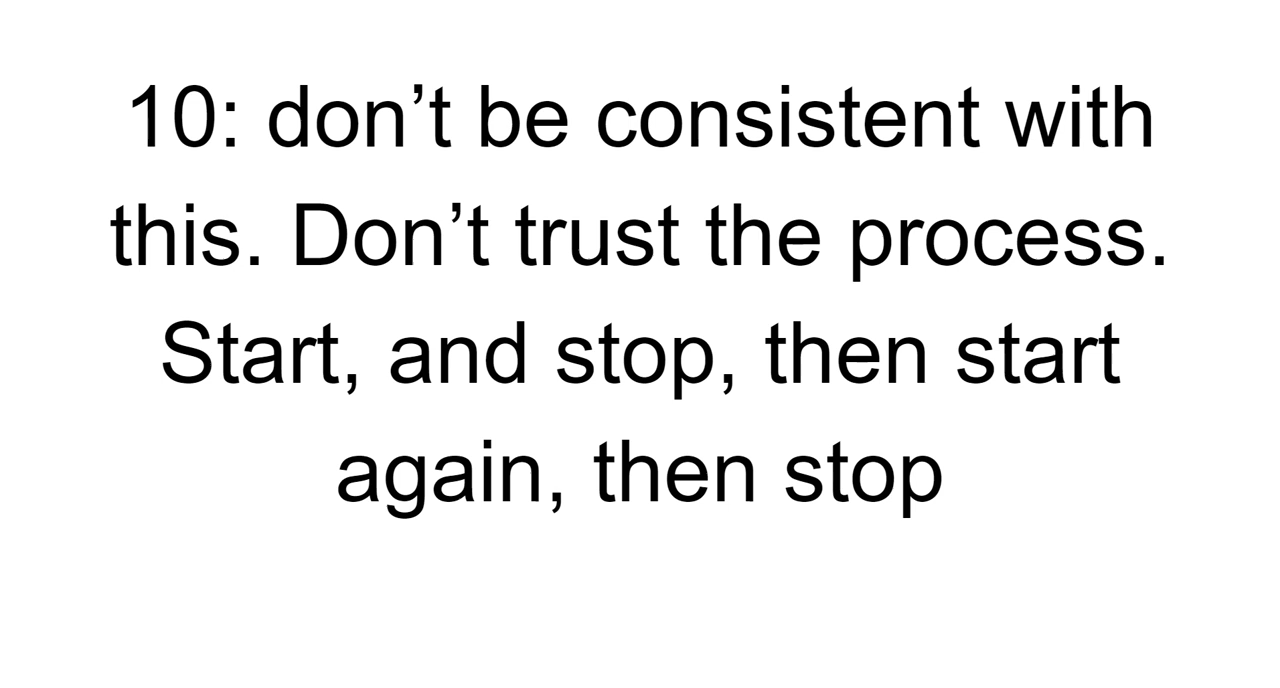 10: don’t be consistent with
this. Don’t trust the process.
Start, and stop, then start
again, then stop